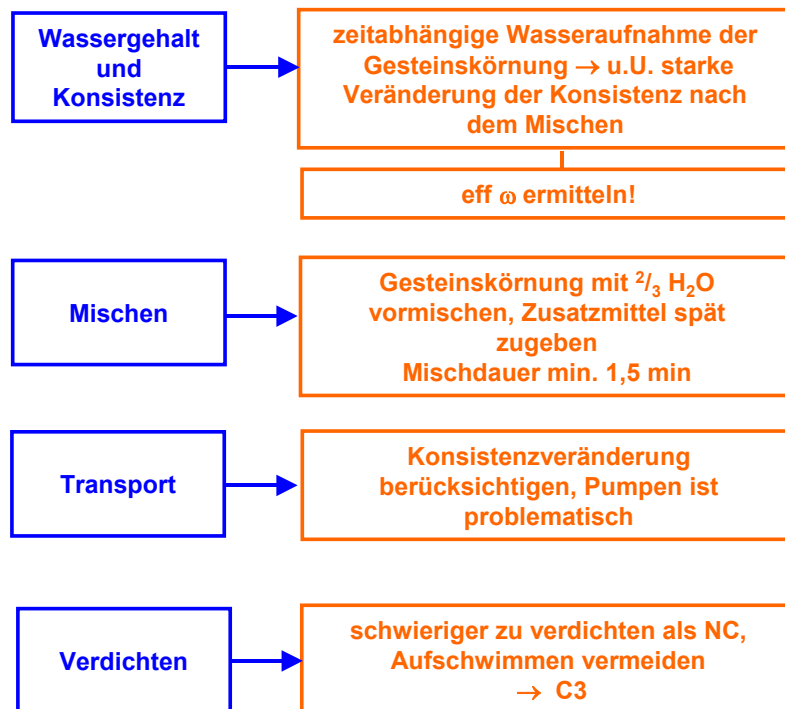 Wassergehalt
und
Konsistenz
zeitabhängige Wasseraufnahme der
Gesteinskörnung → u.U. starke
Veränderung der Konsistenz nach
dem Mischen
eff ω ermitteln!
Mischen
Gesteinskörnung mit ²/₃ H₂O
vormischen, Zusatzmittel spät
zugeben
Mischdauer min. 1,5 min
Transport
Konsistenzveränderung
berücksichtigen, Pumpen ist
problematisch
Verdichten
schwieriger zu verdichten als NC,
Aufschwimmen vermeiden
→ C3